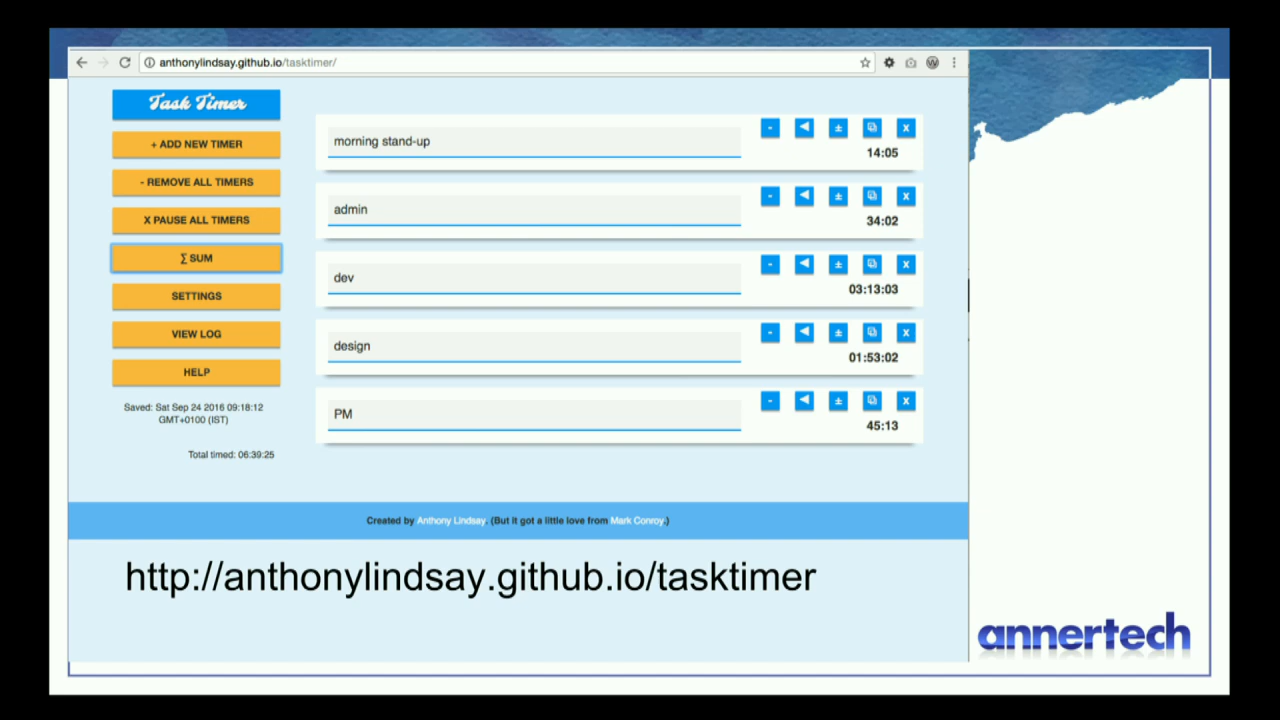 anthonylindsay.github.io/tasktimer/
Task Timer
+ ADD NEW TIMER
- REMOVE ALL TIMERS
X PAUSE ALL TIMERS
∑ SUM
SETTINGS
VIEW LOG
HELP
Saved: Sat Sep 24 2016 09:18:12
GMT+0100 (IST)
Total timed: 06:39:25
morning stand-up
- ± x
14:05
admin
- ± x
34:02
dev
- ± x
03:13:03
design
- ± x
01:53:02
PM
- ± x
45:13
Created by Anthony Lindsay. (But it got a little love from Mark Conroy.)
http://anthonylindsay.github.io/tasktimer
annertech